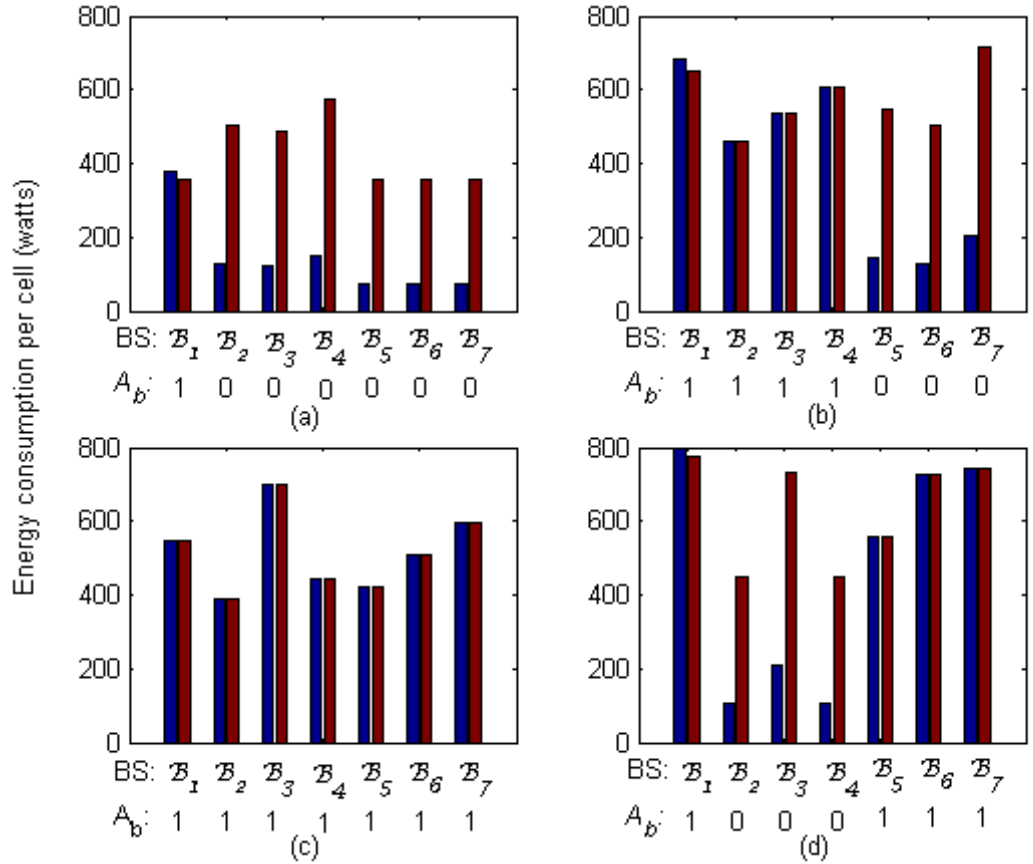 Energy consumption per cell (watts)
800
600
400
200
0
BS: ℬ1 ℬ2 ℬ3 ℬ4 ℬ5 ℬ6 ℬ7
Ab: 1 0 0 0 0 0 0
(a)
800
600
400
200
0
BS: ℬ1 ℬ2 ℬ3 ℬ4 ℬ5 ℬ6 ℬ7
Ab: 1 1 1 1 0 0 0
(b)
800
600
400
200
0
BS: ℬ1 ℬ2 ℬ3 ℬ4 ℬ5 ℬ6 ℬ7
Ab: 1 1 1 1 1 1 1
(c)
800
600
400
200
0
BS: ℬ1 ℬ2 ℬ3 ℬ4 ℬ5 ℬ6 ℬ7
Ab: 1 0 0 0 1 1 1
(d)